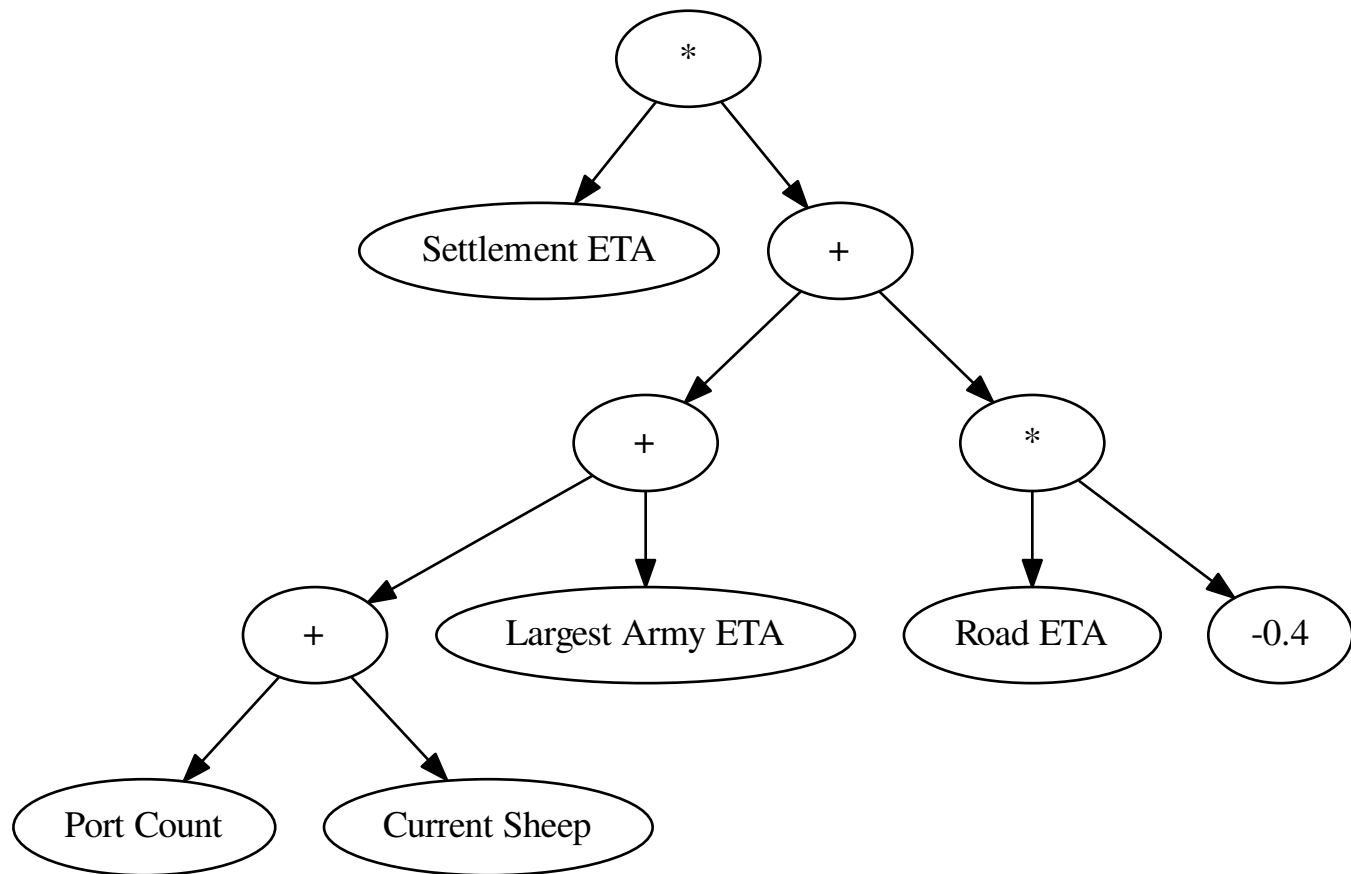 *
Settlement ETA
+
+
*
+
Largest Army ETA
Road ETA
-0.4
Port Count
Current Sheep